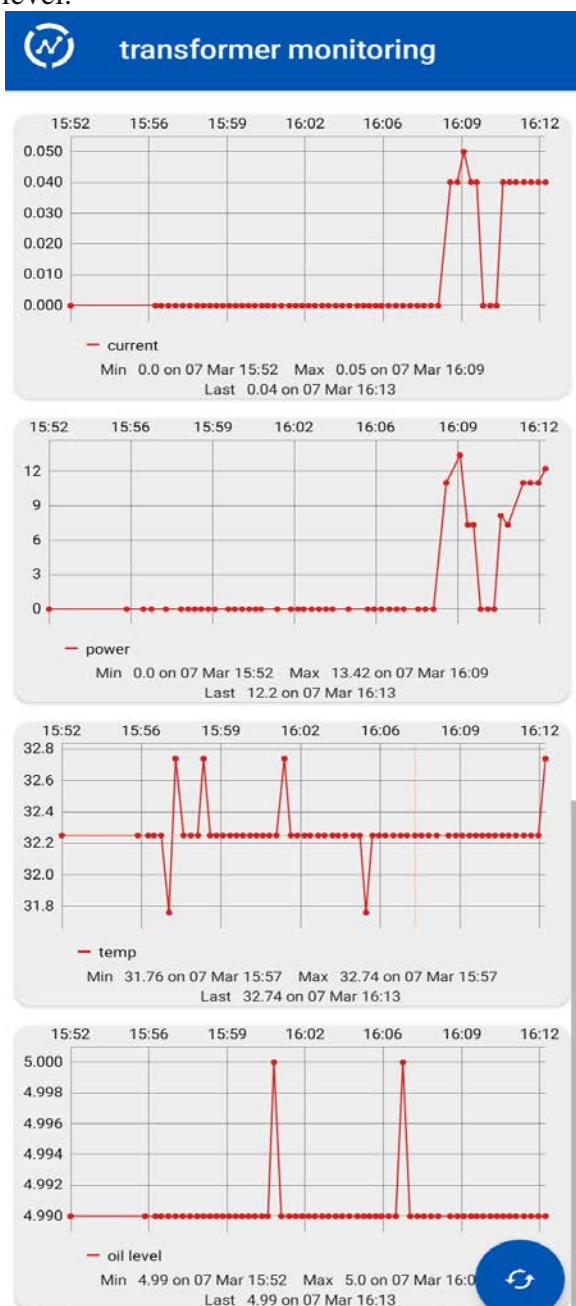 level.
transformer monitoring
15:52 15:56 15:59 16:02 16:06 16:09 16:12
0.050
0.040
0.030
0.020
0.010
0.000
current
Min 0.0 on 07 Mar 15:52 Max 0.05 on 07 Mar 16:09
Last 0.04 on 07 Mar 16:13
15:52 15:56 15:59 16:02 16:06 16:09 16:12
12
9
6
3
0
power
Min 0.0 on 07 Mar 15:52 Max 13.42 on 07 Mar 16:09
Last 12.2 on 07 Mar 16:13
15:52 15:56 15:59 16:02 16:06 16:09 16:12
32.8
32.6
32.4
32.2
32.0
31.8
temp
Min 31.76 on 07 Mar 15:57 Max 32.74 on 07 Mar 15:57
Last 32.74 on 07 Mar 16:13
15:52 15:56 15:59 16:02 16:06 16:09 16:12
5.000
4.998
4.996
4.994
4.992
4.990
oil level
Min 4.99 on 07 Mar 15:52 Max 5.0 on 07 Mar
Last 4.99 on 07 Mar 16:13